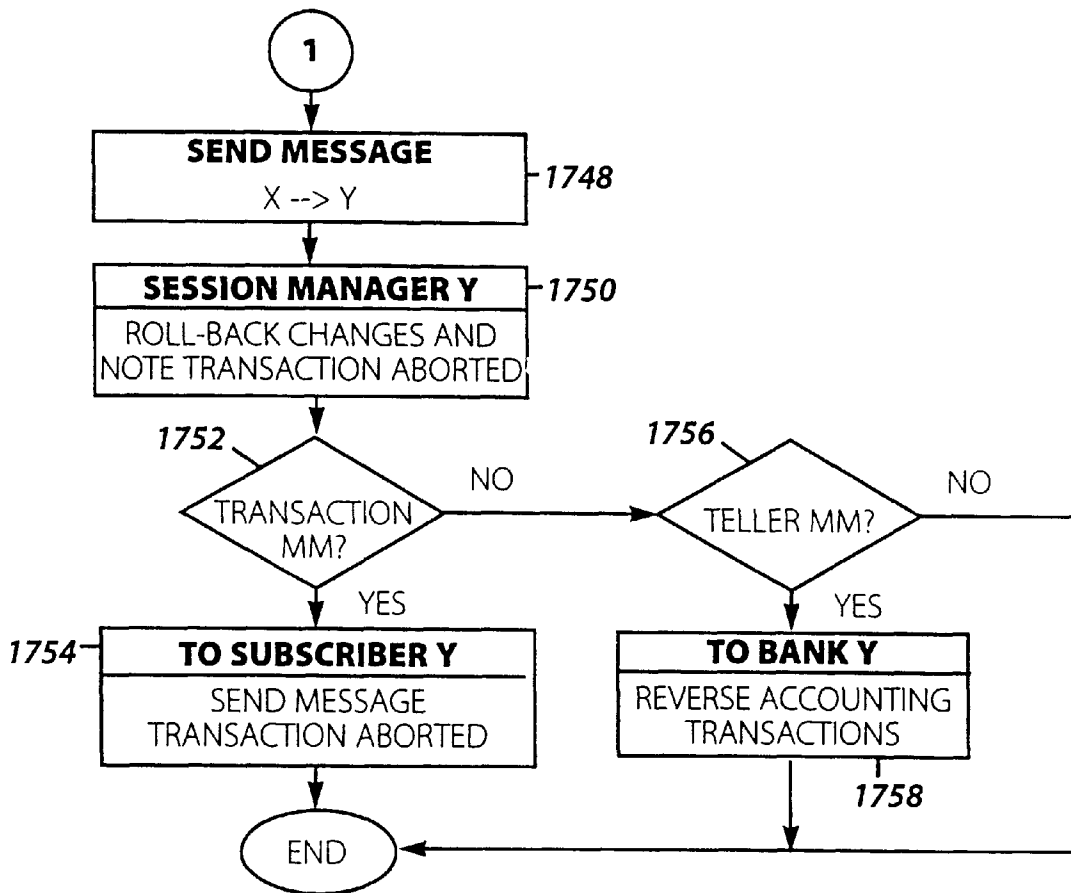 1
SEND MESSAGE
X --> Y
1748
SESSION MANAGER Y
1750
ROLL-BACK CHANGES AND
NOTE TRANSACTION ABORTED
1752
TRANSACTION
MM?
NO
YES
1756
TELLER MM?
NO
YES
1754
TO SUBSCRIBER Y
SEND MESSAGE
TRANSACTION ABORTED
TO BANK Y
REVERSE ACCOUNTING
TRANSACTIONS
1758
END